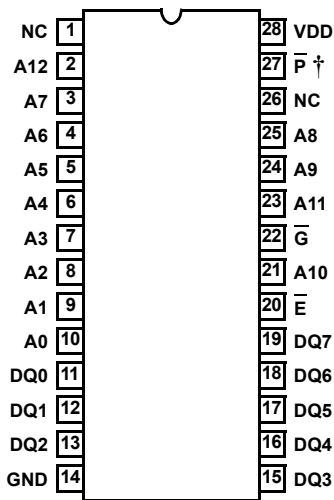 NC 1 28 VDD
A12 2 27 P̅ †
A7 3 26 NC
A6 4 25 A8
A5 5 24 A9
A4 6 23 A11
A3 7 22 G̅
A2 8 21 A10
A1 9 20 E̅
A0 10 19 DQ7
DQ0 11 18 DQ6
DQ1 12 17 DQ5
DQ2 13 16 DQ4
GND 14 15 DQ3